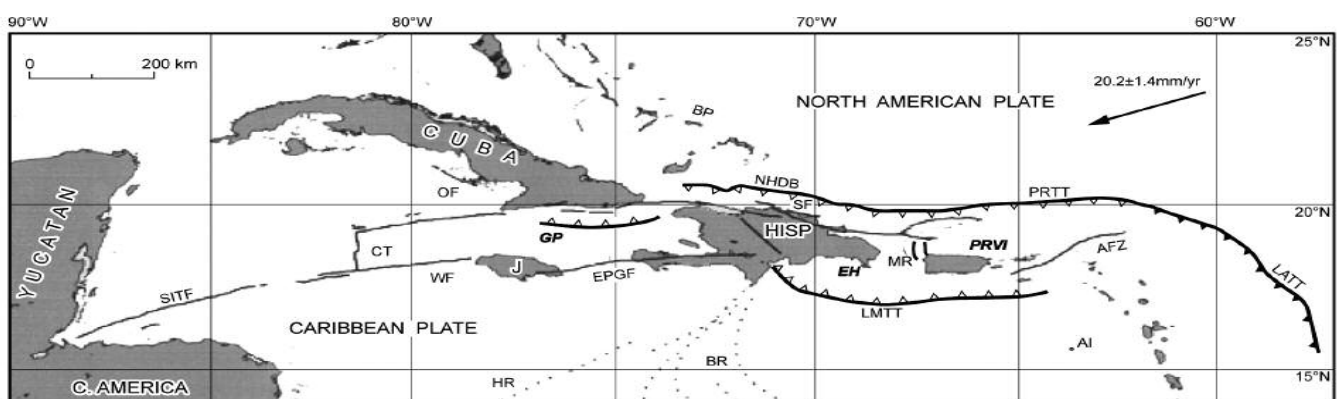 90°W 80°W 70°W 60°W
25°N
0 200 km
20.2±1.4mm/yr
NORTH AMERICAN PLATE
BP
CUBA
YUCATAN
OF
NHDB
PRTT
SF
20°N
HISP
GP
CT
PRVI
AFZ
MR
J
EH
WF
EPGF
LATT
SITF
LMTT
CARIBBEAN PLATE
AI
BR
HR
15°N
C. AMERICA